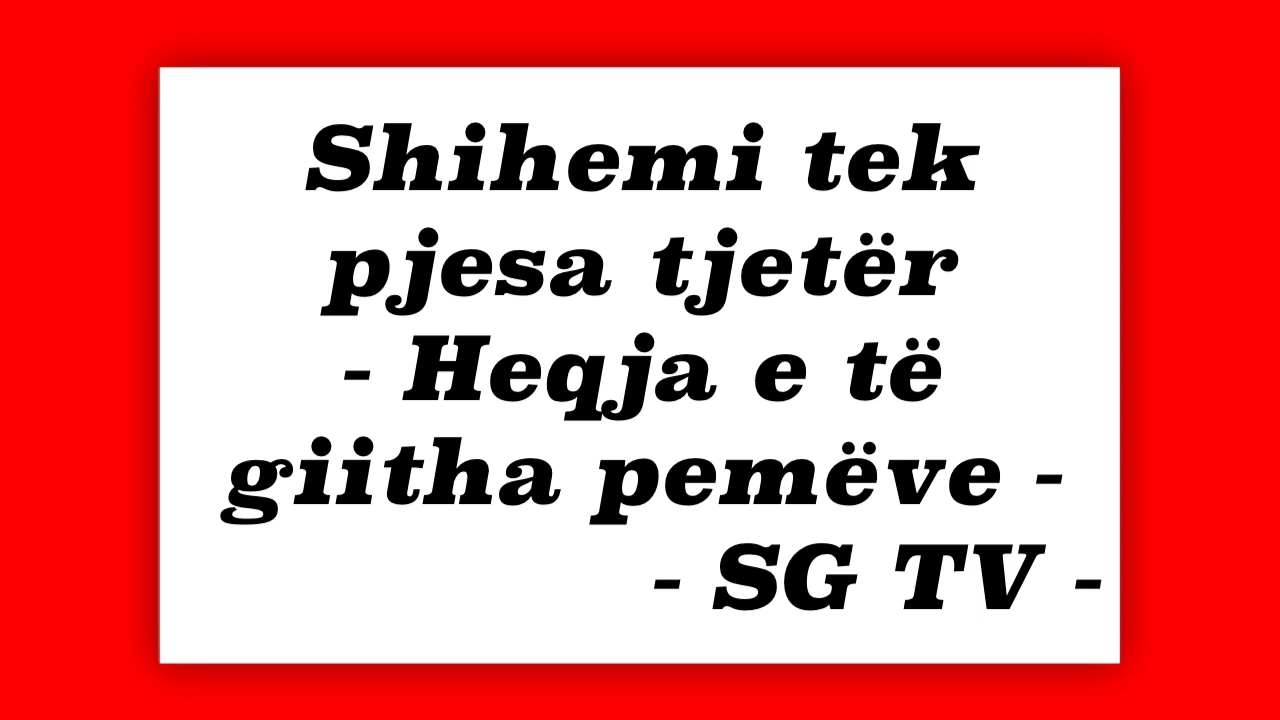 Shihemi tek
pjesa tjetër
- Heqja e të
giitha pemëve -
- SG TV -